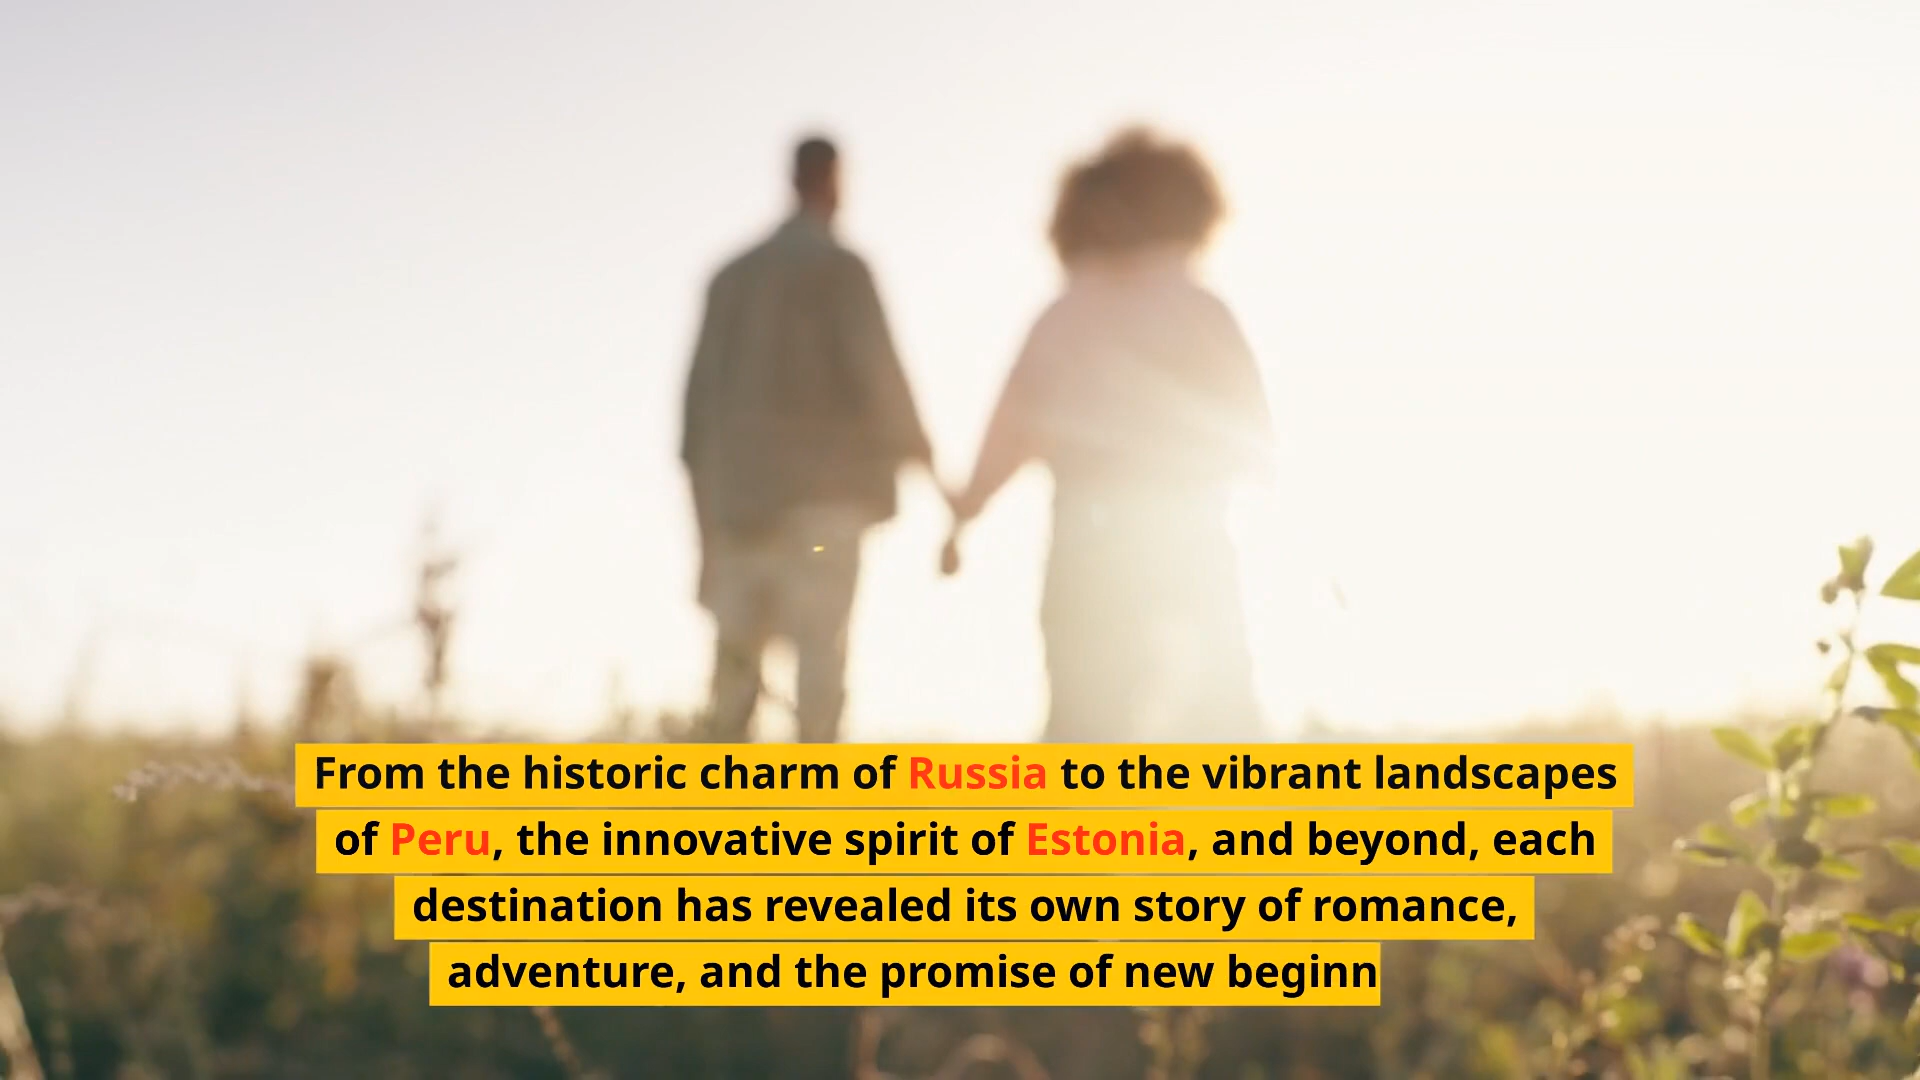 From the historic charm of Russia to the vibrant landscapes
of Peru, the innovative spirit of Estonia, and beyond, each
destination has revealed its own story of romance,
adventure, and the promise of new beginn